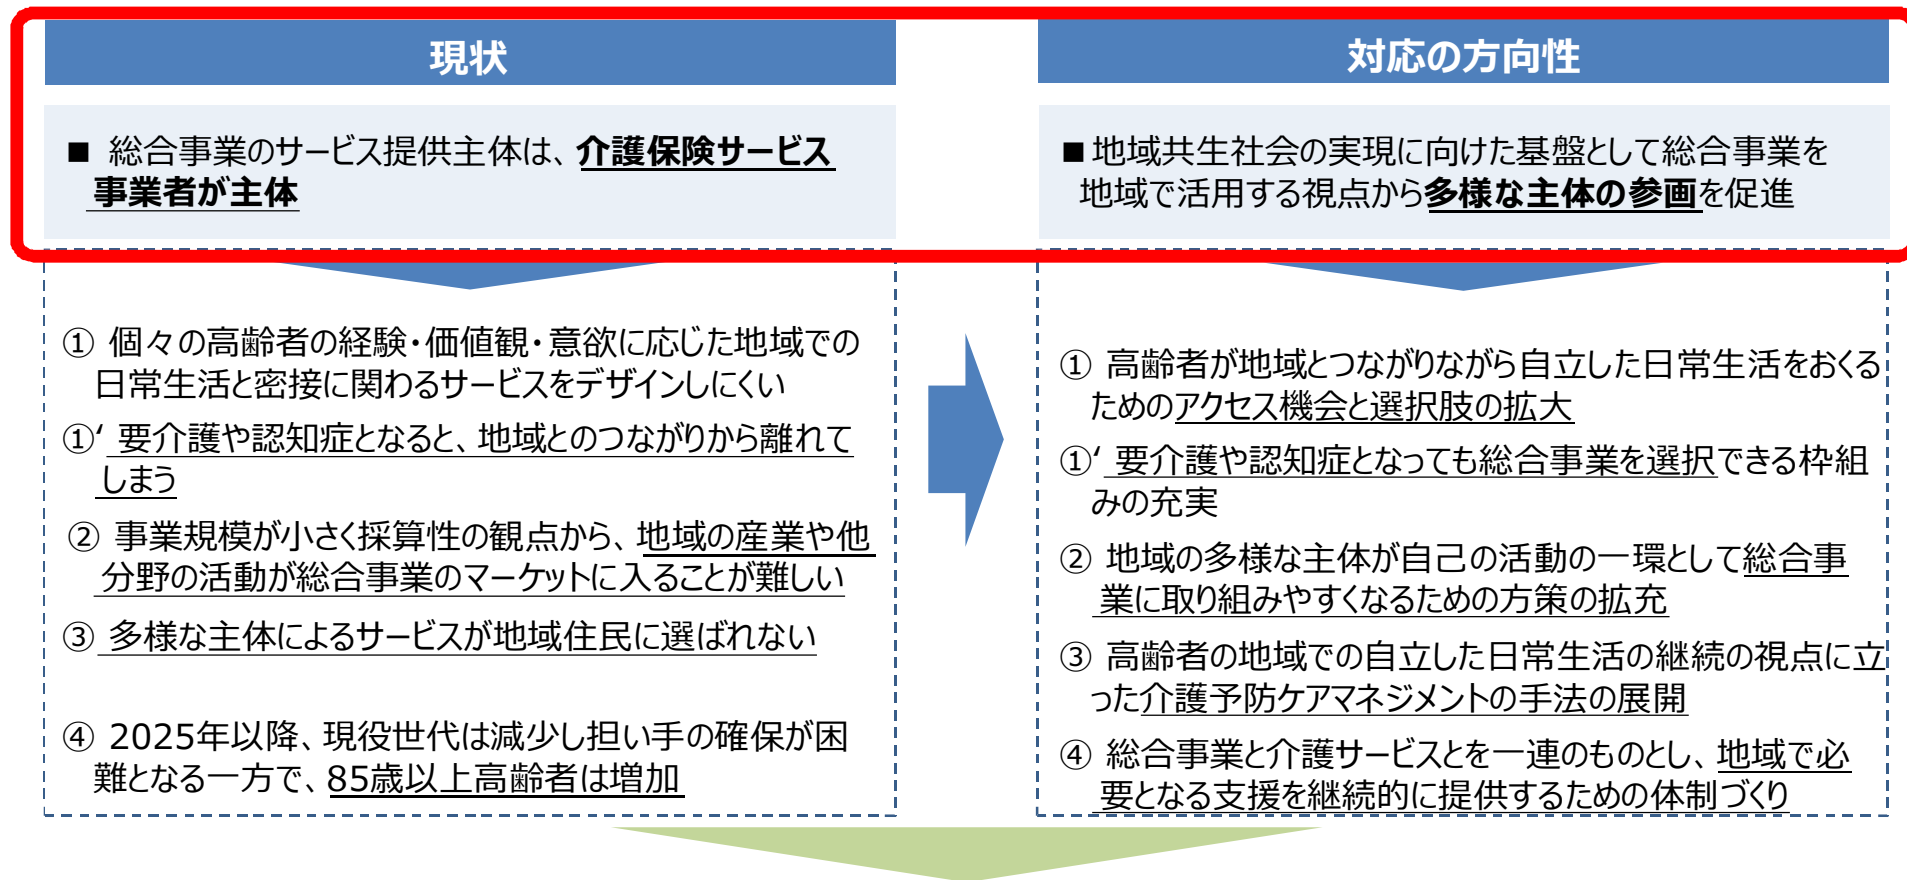 現状
■ 総合事業のサービス提供主体は、介護保険サービス
事業者が主体
① 個々の高齢者の経験・価値観・意欲に応じた地域での
日常生活と密接に関わるサービスをデザインしにくい
①‘ 要介護や認知症となると、地域とのつながりから離れて
しまう
② 事業規模が小さく採算性の観点から、地域の産業や他
分野の活動が総合事業のマーケットに入ることが難しい
③ 多様な主体によるサービスが地域住民に選ばれない
④ 2025年以降、現役世代は減少し担い手の確保が困
難となる一方で、85歳以上高齢者は増加
対応の方向性
■ 地域共生社会の実現に向けた基盤として総合事業を
地域で活用する視点から多様な主体の参画を促進
① 高齢者が地域とつながりながら自立した日常生活をおくる
ためのアクセス機会と選択肢の拡大
①‘ 要介護や認知症となっても総合事業を選択できる枠組
みの充実
② 地域の多様な主体が自己の活動の一環として総合事
業に取り組みやすくなるための方策の拡充
③ 高齢者の地域での自立した日常生活の継続の視点に立
った介護予防ケアマネジメントの手法の展開
④ 総合事業と介護サービスとを一連のものとし、地域で必
要となる支援を継続的に提供するための体制づくり